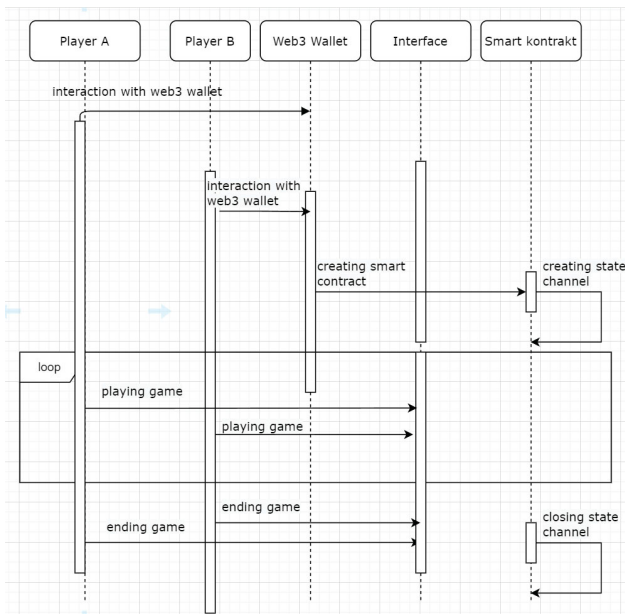 Player A
Player B
Web3 Wallet
Interface
Smart kontrakt
interaction with web3 wallet
interaction with
web3 wallet
creating smart
contract
creating state
channel
loop
playing game
playing game
ending game
ending game
closing state
channel